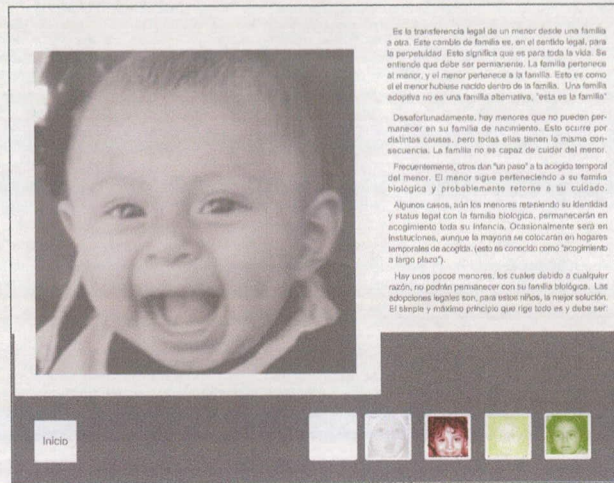 Es la transferencia legal de un menor desde una familia
a otra. Este cambio de familia es, en el sentido legal, para
la perpetuidad. Esto significa que es para toda la vida. Se
entiende que debe ser permanente. La familia pertenece
al menor, y el menor pertenece a la familia. Esto es como
si el menor hubiese nacido dentro de la familia. Una familia
adoptiva no es una familia alternativa, "esta es la familia"
Desafortunadamente, hay menores que no pueden per-
manecer en su familia de nacimiento. Esto ocurre por
distintas causas, pero todas ellas tienen la misma con-
secuencia. La familia no es capaz de cuidar del menor.
Frecuentemente, otros dan "un paso" a la acogida temporal
del menor. El menor sigue perteneciendo a su familia
biológica y probablemente retorne a su cuidado.
Algunos casos, aún los menores reteniendo su identidad
y status legal con la familia biológica, permanecerán en
acogimiento toda su infancia. Ocasionalmente será en
Instituciones, aunque la mayoría se colocarán en hogares
temporales de acogida. (esto es conocido como "acogimiento
a largo plazo").
Hay unos pocos menores, los cuales debido a cualquier
razón, no podrán permanecer con su familia biológica. Las
adopciones legales son, para estos niños, la mejor solución.
El simple y máximo principio que rige todo es y debe ser
Inicio